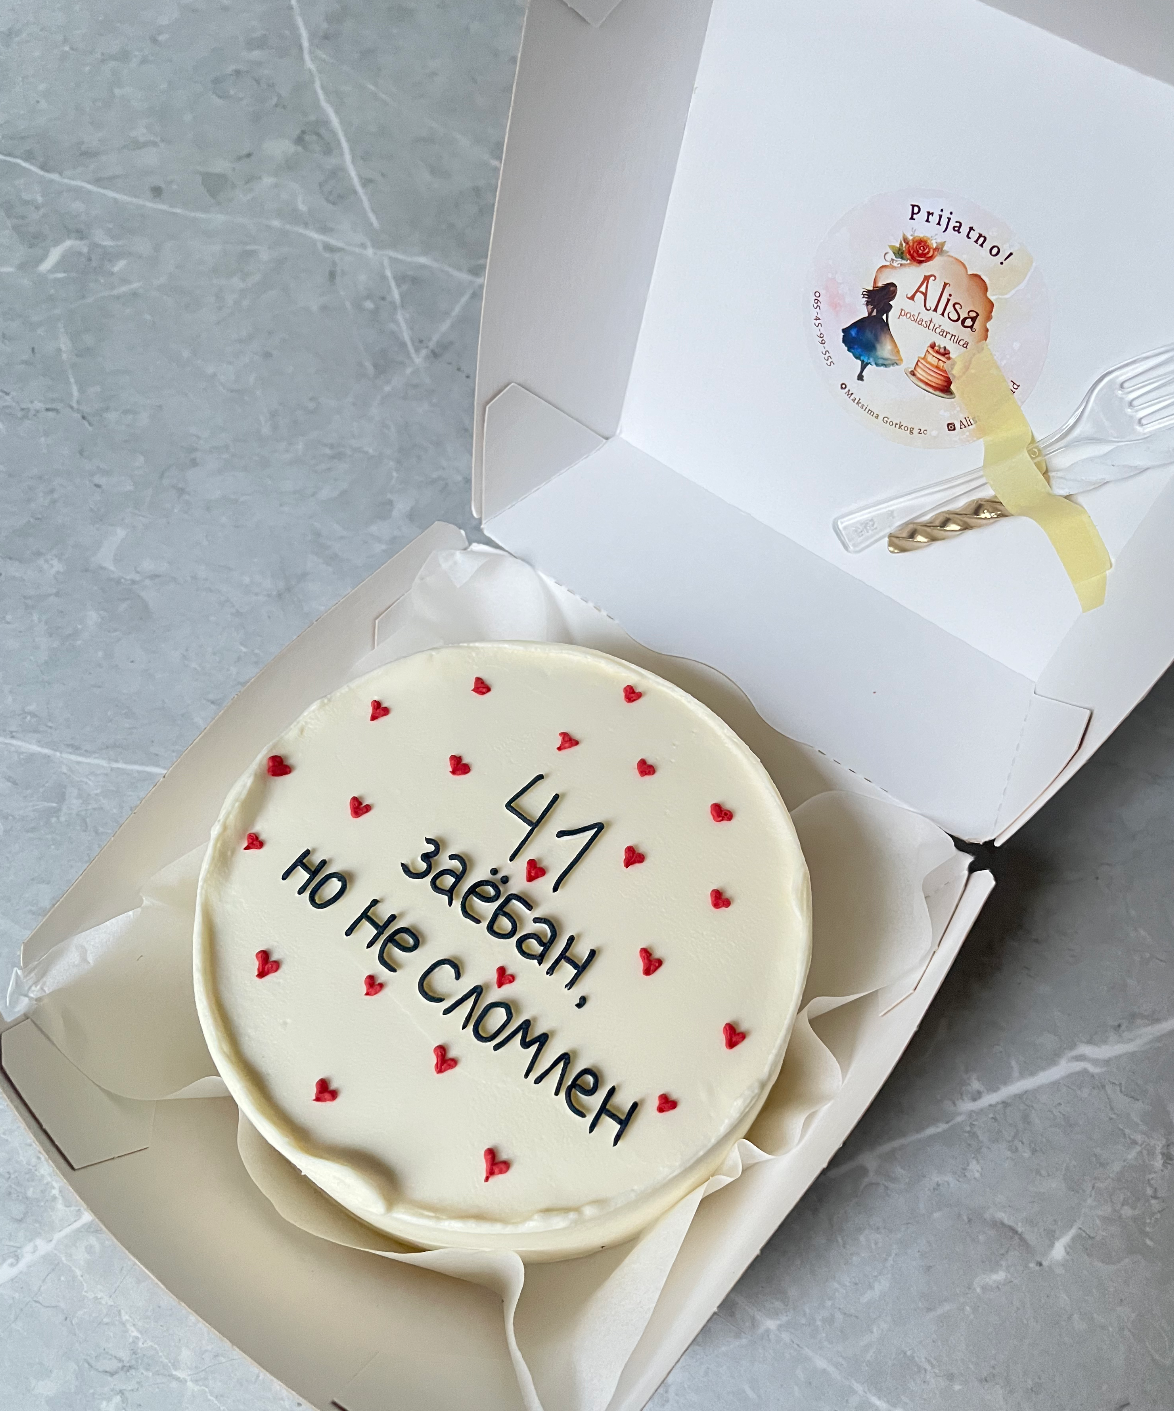 Prijatno!
Alisa
poslastičarnica
065-45-99-555
Maksima Gorkog 2c
41
заёбан,
но не сломлен